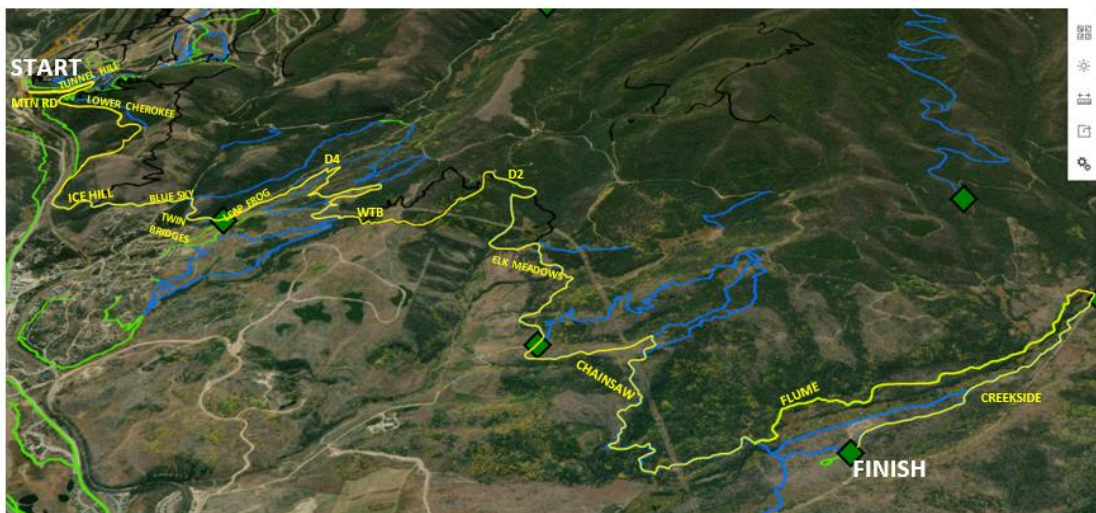 START
TUNNEL HILL
MTN RD
LOWER CHEROKEE
D4
D2
ICE HILL
BLUE SKY
LEAP FROG
TWIN
BRIDGES
WTB
ELK MEADOWS
CHAINSAW
FLUME
CREEKSIDE
FINISH